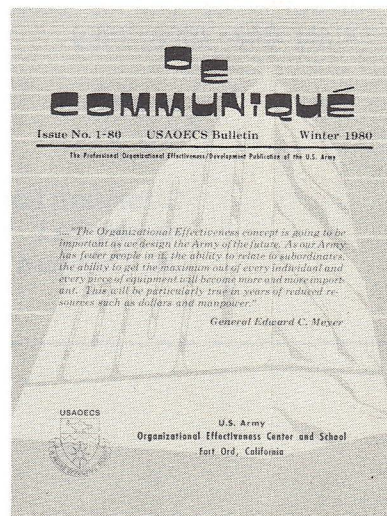 OE
COMMUNIQUÉ
Issue No. 1-80 USAOECS Bulletin Winter 1980
The Professional Organizational Effectiveness/Development Publication of the U.S. Army
..."The Organizational Effectiveness concept is going to be
important as we design the Army of the future. As our Army
has fewer people in it, the ability to relate to subordinates,
the ability to get the maximum out of every individual and
every piece of equipment will become more and more import-
ant. This will be particularly true in years of reduced re-
sources such as dollars and manpower."
General Edward C. Meyer
USAOECS
U.S. Army
Organizational Effectiveness Center and School
Fort Ord, California